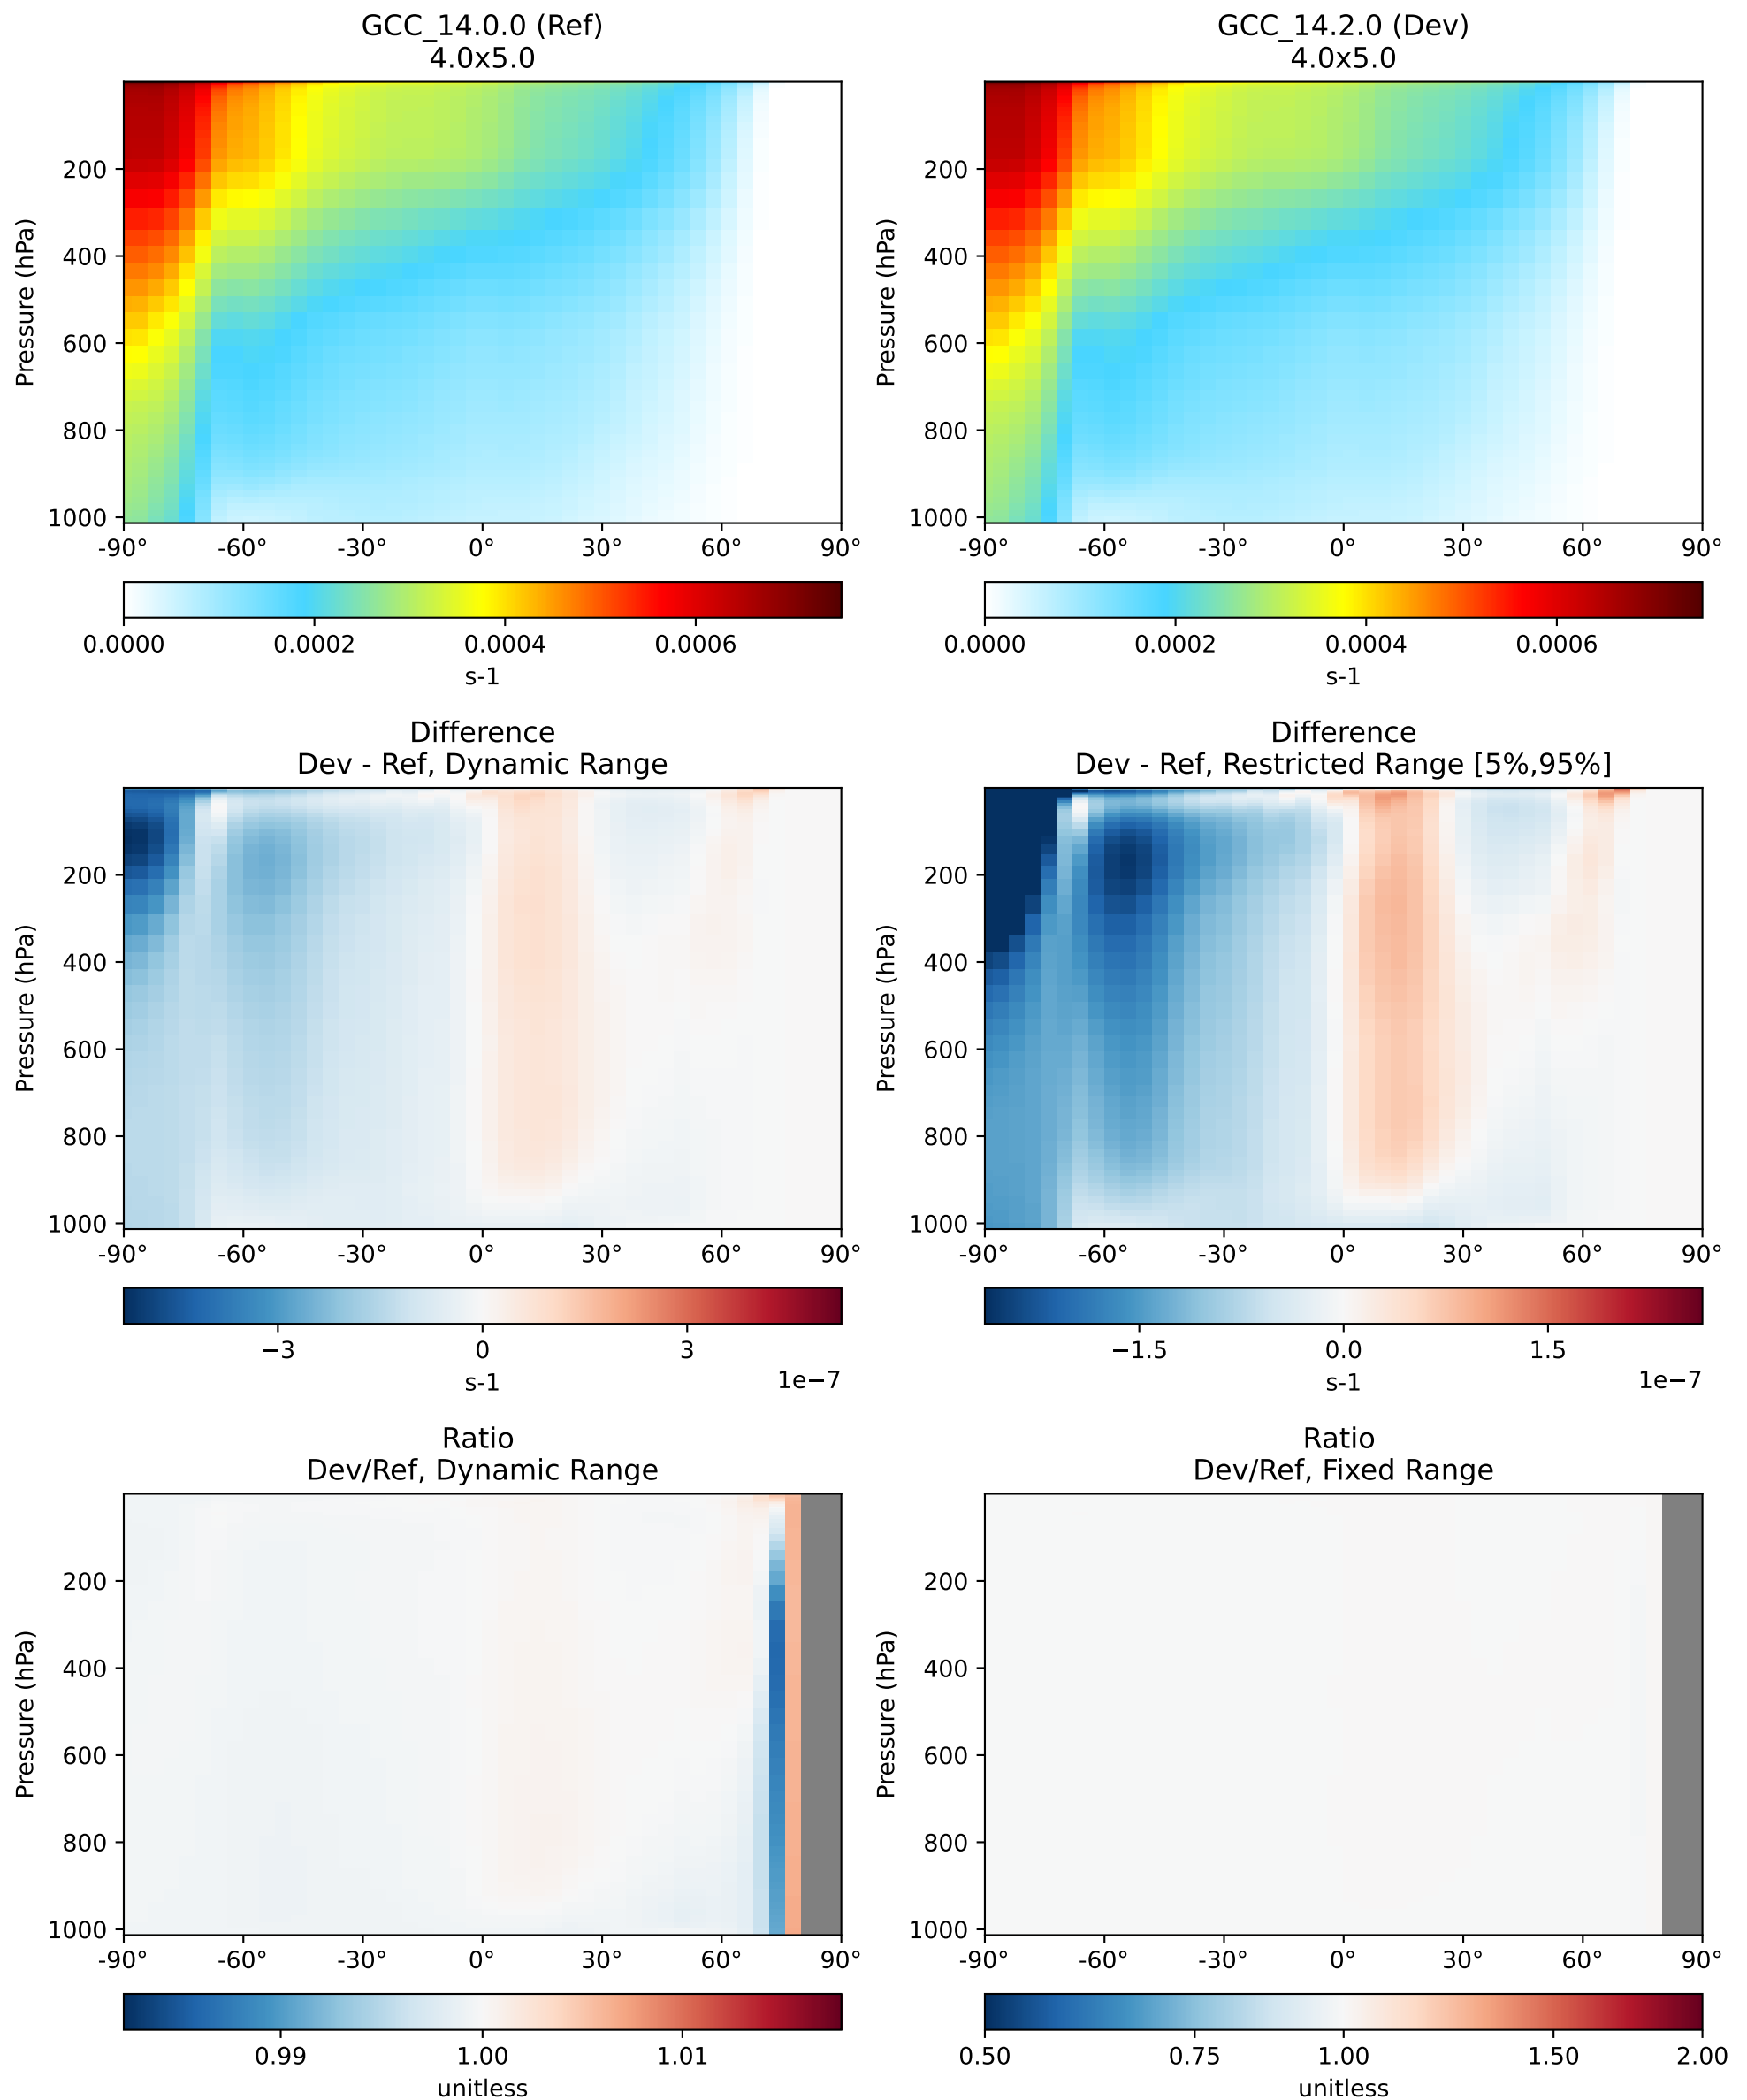 GCC_14.0.0 (Ref)
4.0x5.0
GCC_14.2.0 (Dev)
4.0x5.0
Pressure (hPa)
200
400
600
800
1000
-90° -60° -30° 0° 30° 60° 90°
Pressure (hPa)
200
400
600
800
1000
-90° -60° -30° 0° 30° 60° 90°
0.0000 0.0002 0.0004 0.0006
s-1
0.0000 0.0002 0.0004 0.0006
s-1
Difference
Dev - Ref, Dynamic Range
Difference
Dev - Ref, Restricted Range [5%,95%]
Pressure (hPa)
200
400
600
800
1000
-90° -60° -30° 0° 30° 60° 90°
Pressure (hPa)
200
400
600
800
1000
-90° -60° -30° 0° 30° 60° 90°
−3 0 3
s-1
1e−7
−1.5 0.0 1.5
s-1
1e−7
Ratio
Dev/Ref, Dynamic Range
Ratio
Dev/Ref, Fixed Range
Pressure (hPa)
200
400
600
800
1000
-90° -60° -30° 0° 30° 60° 90°
Pressure (hPa)
200
400
600
800
1000
-90° -60° -30° 0° 30° 60° 90°
0.99 1.00 1.01
unitless
0.50 0.75 1.00 1.50 2.00
unitless